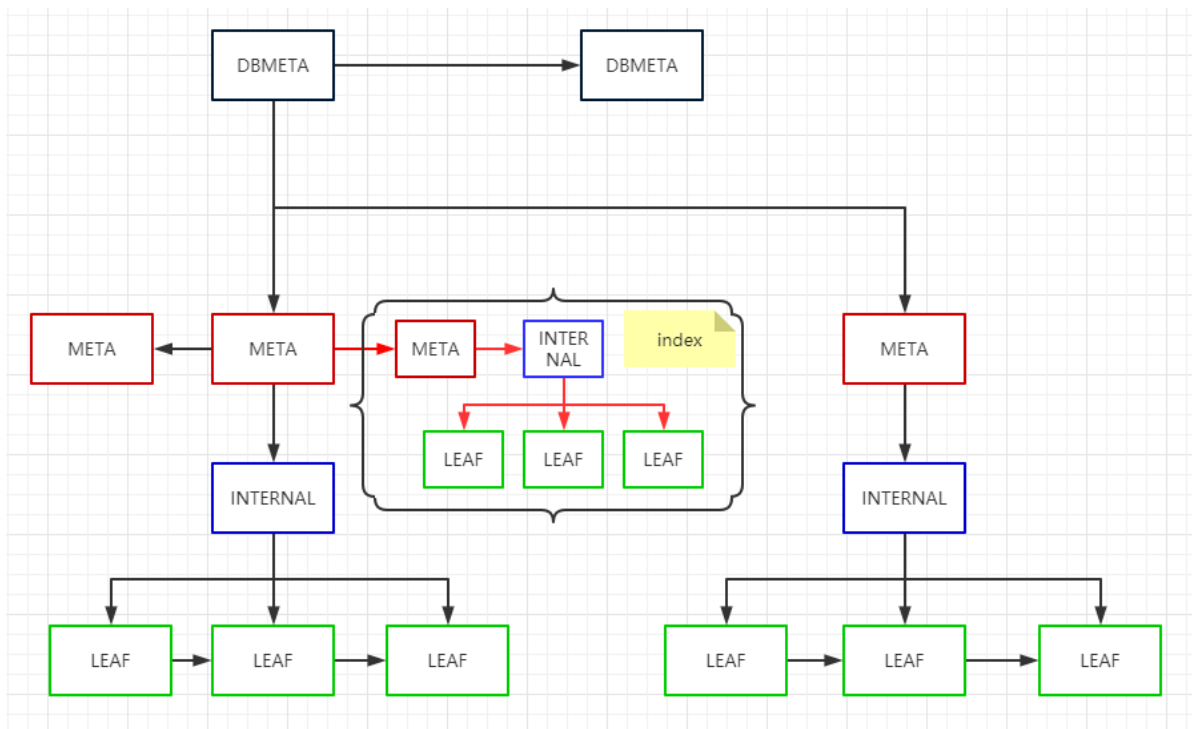 DBMETA
DBMETA
META
META
META
INTER
NAL
index
META
LEAF
LEAF
LEAF
INTERNAL
INTERNAL
LEAF
LEAF
LEAF
LEAF
LEAF
LEAF